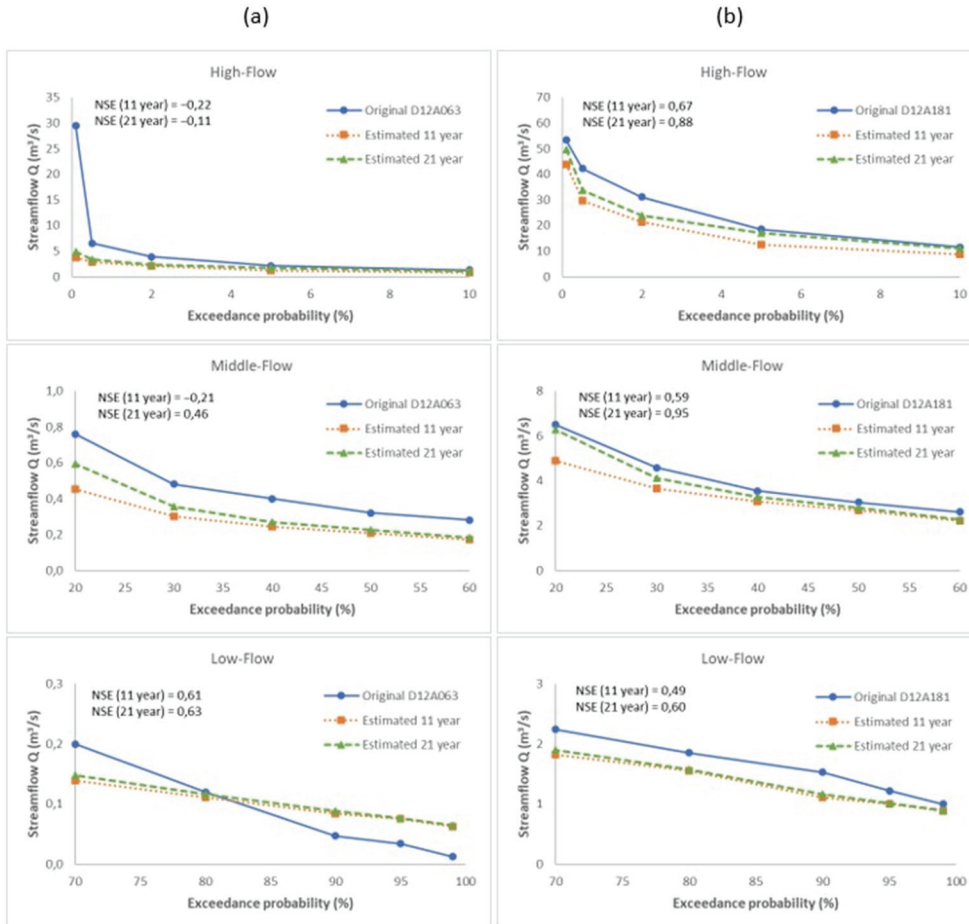 (a)
(b)
High-Flow
NSE (11 year) = –0,22
NSE (21 year) = –0,11
Original D12A063
Estimated 11 year
Estimated 21 year
Streamflow Q (m³/s)
35
30
25
20
15
10
5
0
0 2 4 6 8 10
Exceedance probability (%)
High-Flow
NSE (11 year) = 0,67
NSE (21 year) = 0,88
Original D12A181
Estimated 11 year
Estimated 21 year
Streamflow Q (m³/s)
70
60
50
40
30
20
10
0
0 2 4 6 8 10
Exceedance probability (%)
Middle-Flow
NSE (11 year) = –0,21
NSE (21 year) = 0,46
Original D12A063
Estimated 11 year
Estimated 21 year
Streamflow Q (m³/s)
1,0
0,8
0,6
0,4
0,2
0,0
20 25 30 35 40 45 50 55 60
Exceedance probability (%)
Middle-Flow
NSE (11 year) = 0,59
NSE (21 year) = 0,95
Original D12A181
Estimated 11 year
Estimated 21 year
Streamflow Q (m³/s)
8
6
4
2
0
20 25 30 35 40 45 50 55 60
Exceedance probability (%)
Low-Flow
NSE (11 year) = 0,61
NSE (21 year) = 0,63
Original D12A063
Estimated 11 year
Estimated 21 year
Streamflow Q (m³/s)
0,3
0,2
0,1
0,0
70 80 90 95 100
Exceedance probability (%)
Low-Flow
NSE (11 year) = 0,49
NSE (21 year) = 0,60
Original D12A181
Estimated 11 year
Estimated 21 year
Streamflow Q (m³/s)
3
2
1
0
70 80 90 95 100
Exceedance probability (%)